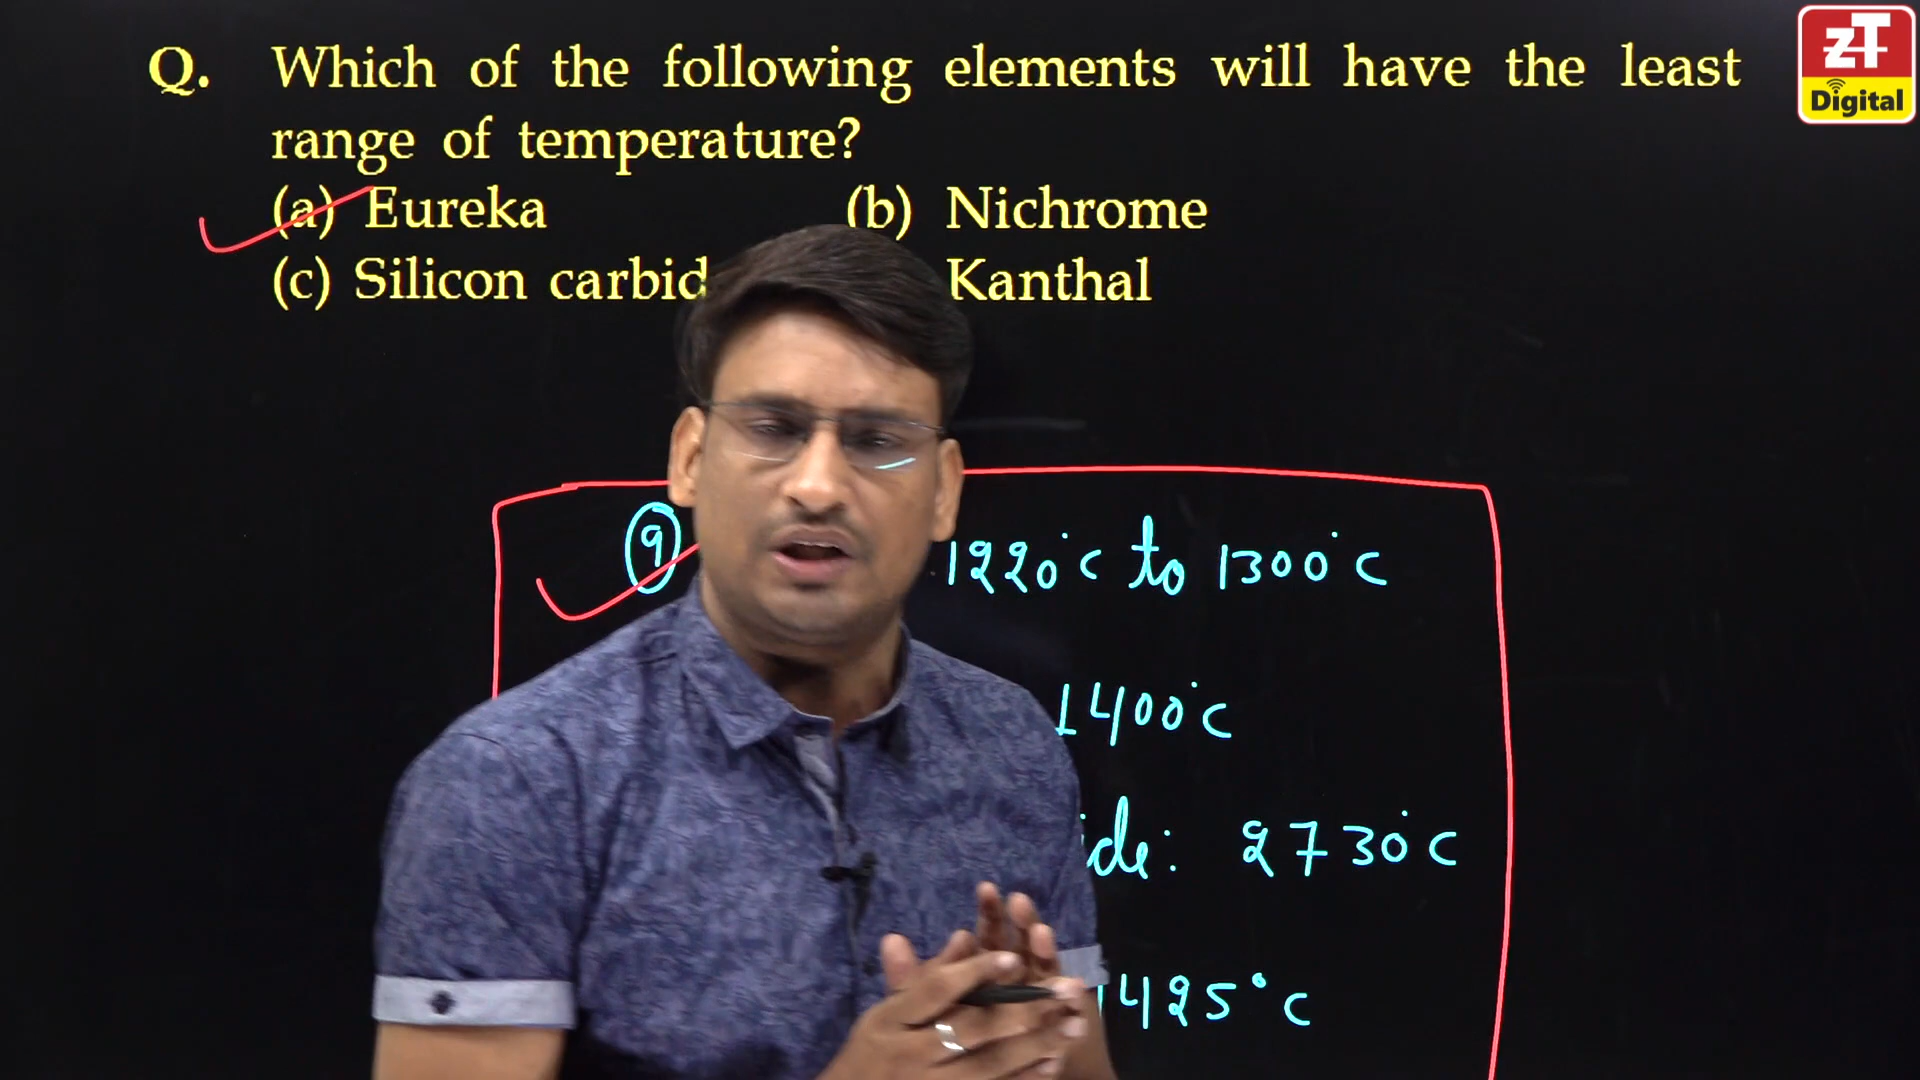 Q. Which of the following elements will have the least
range of temperature?
(a) Eureka (b) Nichrome
(c) Silicon carbid Kanthal
ZT
Digital
9 1220°C to 1300°C
1400°C
ide: 2730°C
1425°C